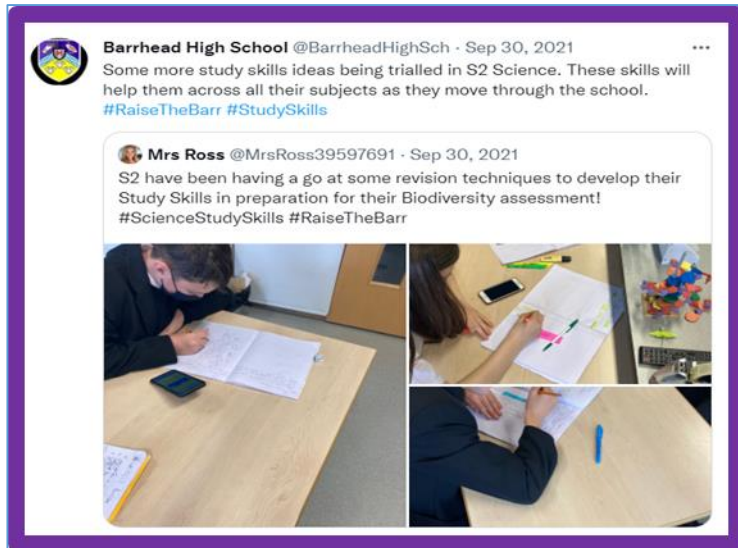 Barrhead High School @BarrheadHighSch · Sep 30, 2021
Some more study skills ideas being trialled in S2 Science. These skills will
help them across all their subjects as they move through the school.
#RaiseTheBarr #StudySkills
Mrs Ross @MrsRoss39597691 · Sep 30, 2021
S2 have been having a go at some revision techniques to develop their
Study Skills in preparation for their Biodiversity assessment!
#ScienceStudySkills #RaiseTheBarr